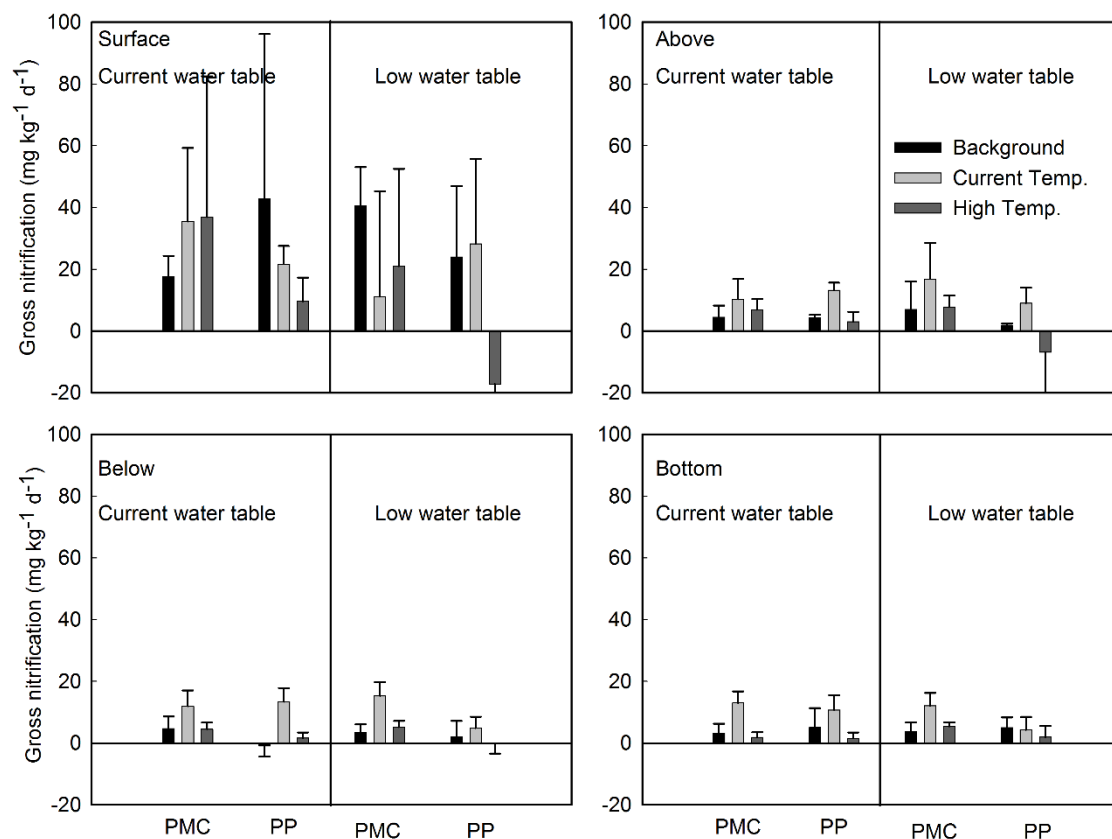 Gross nitrification (mg kg⁻¹ d⁻¹)
100
80
60
40
20
0
-20
Surface
Current water table
Low water table
100
80
60
40
20
0
-20
Above
Current water table
Low water table
Background
Current Temp.
High Temp.
Gross nitrification (mg kg⁻¹ d⁻¹)
100
80
60
40
20
0
-20
Below
Current water table
Low water table
PMC PP PMC PP
100
80
60
40
20
0
-20
Bottom
Current water table
Low water table
PMC PP PMC PP